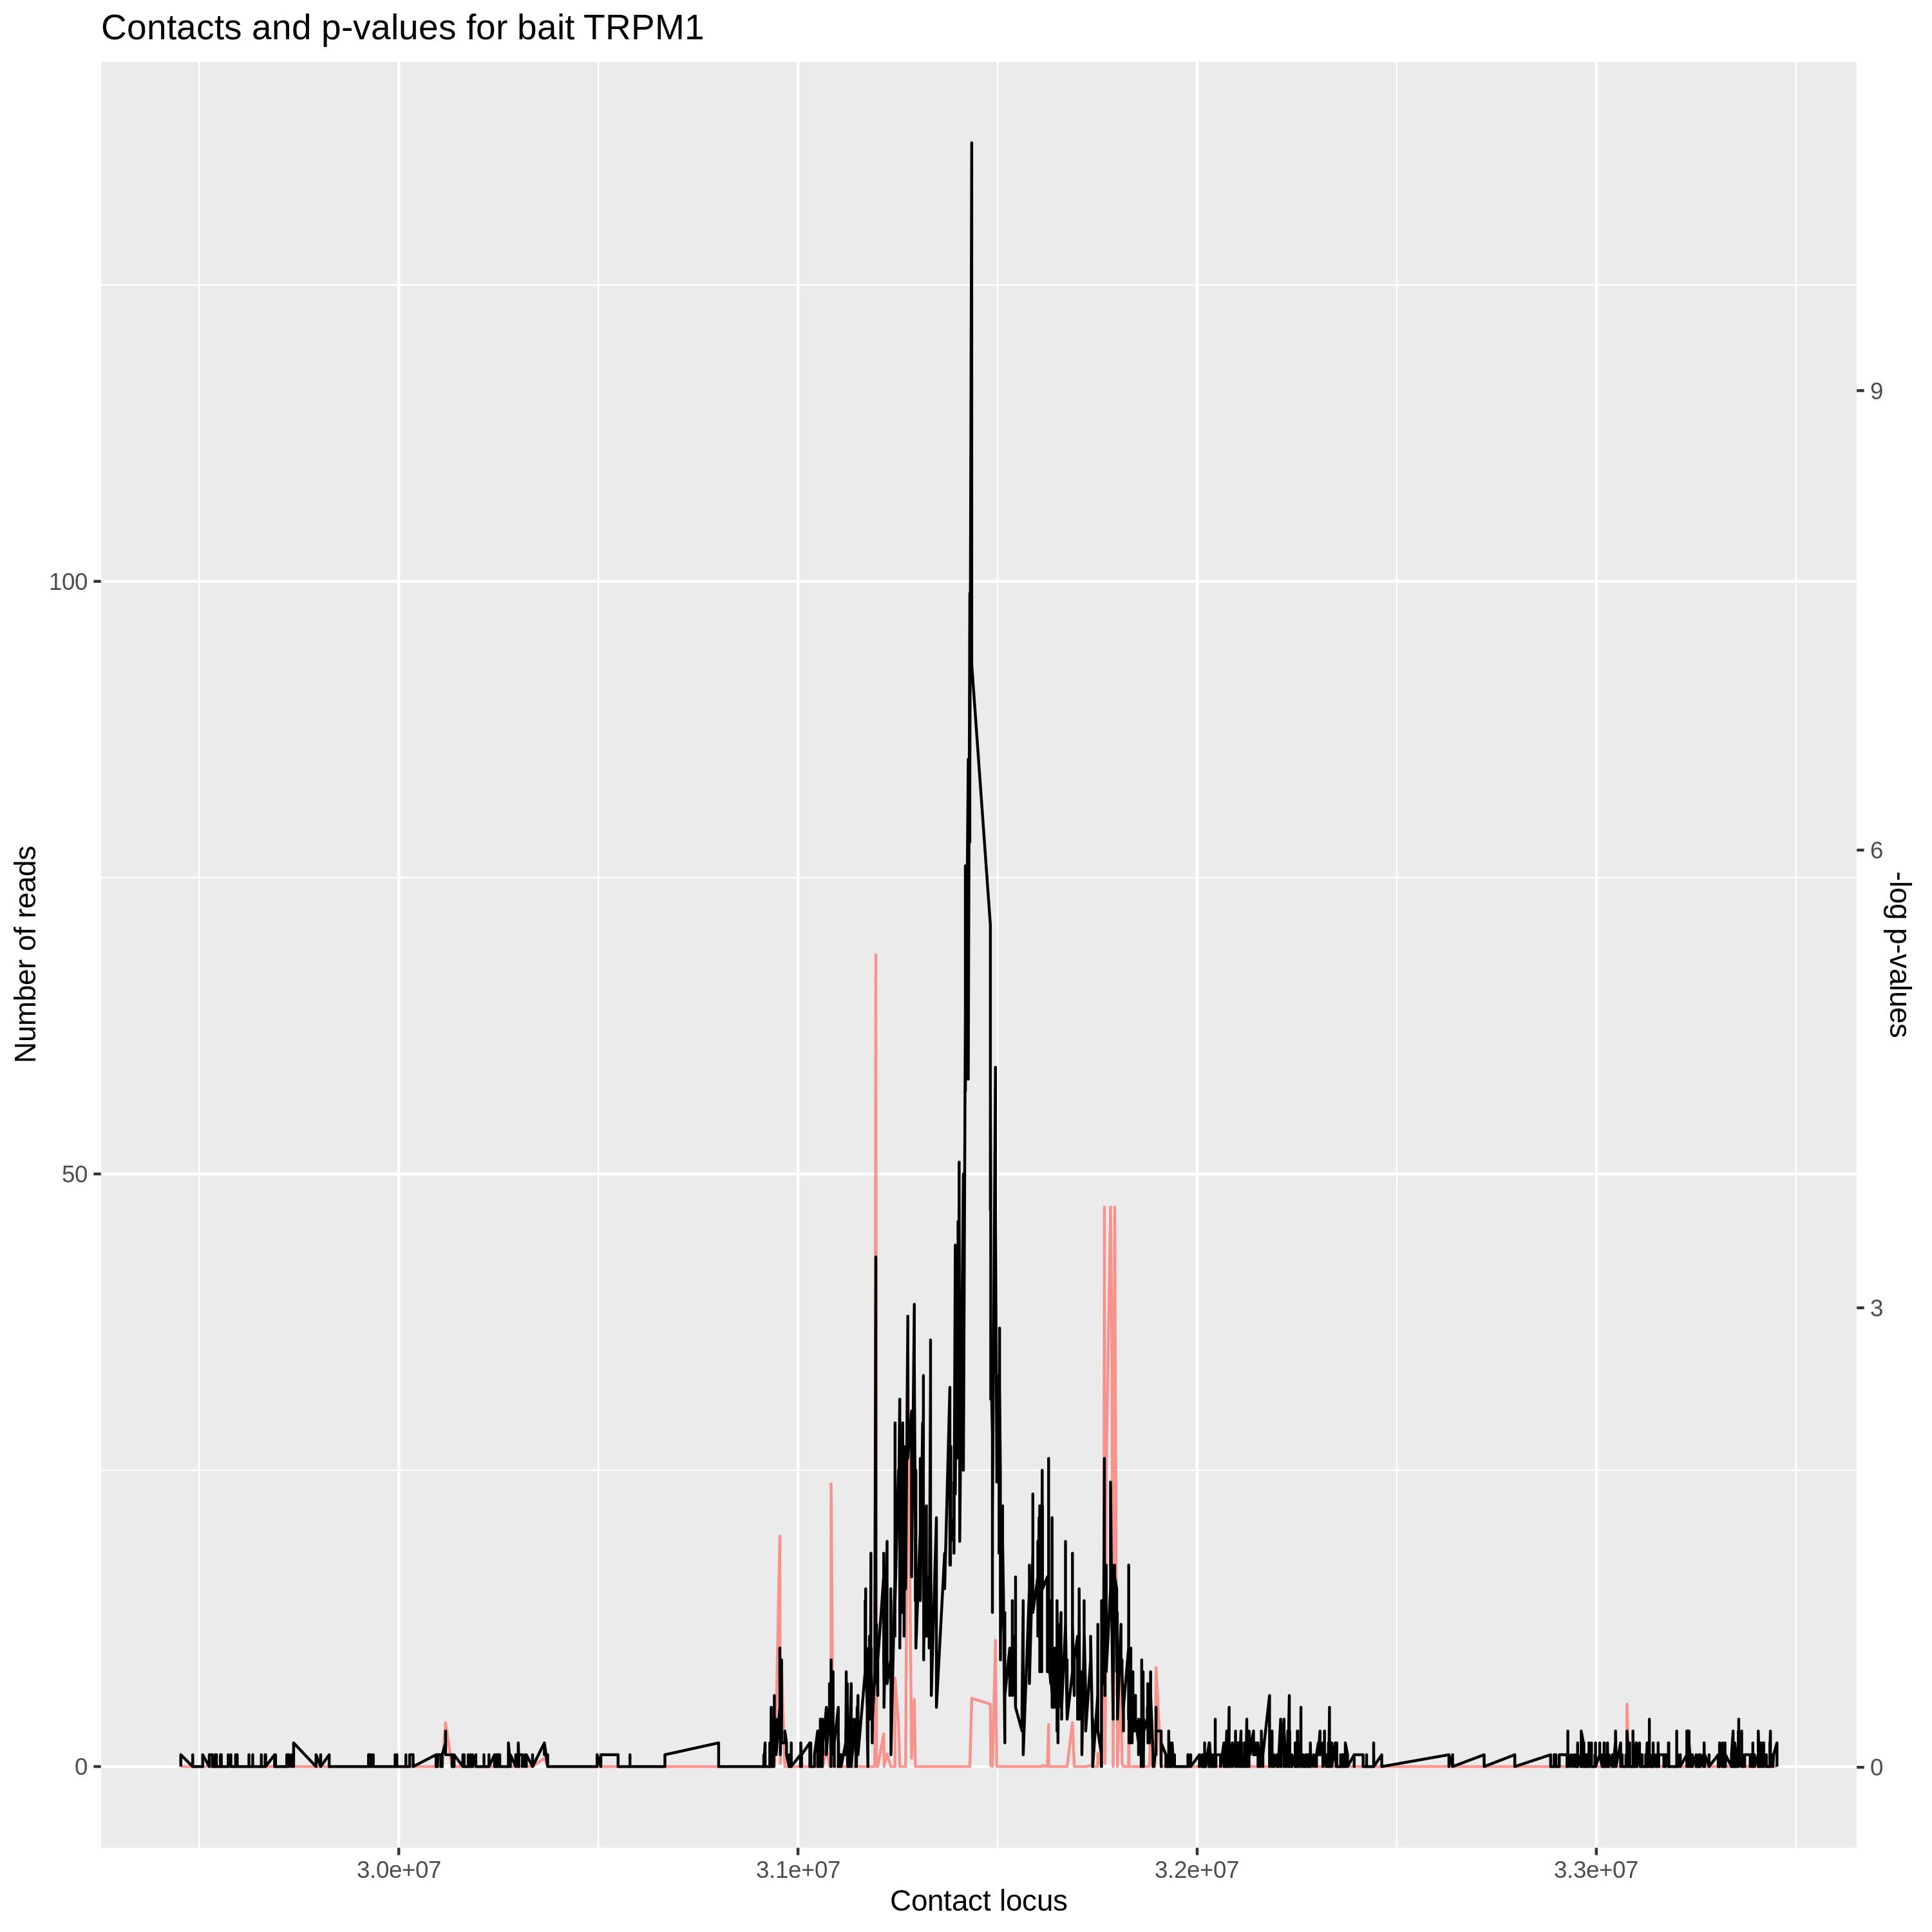 Contacts and p-values for bait TRPM1
Number of reads
100
50
0
9
6
3
0
-log p-values
3.0e+07
3.1e+07
3.2e+07
3.3e+07
Contact locus